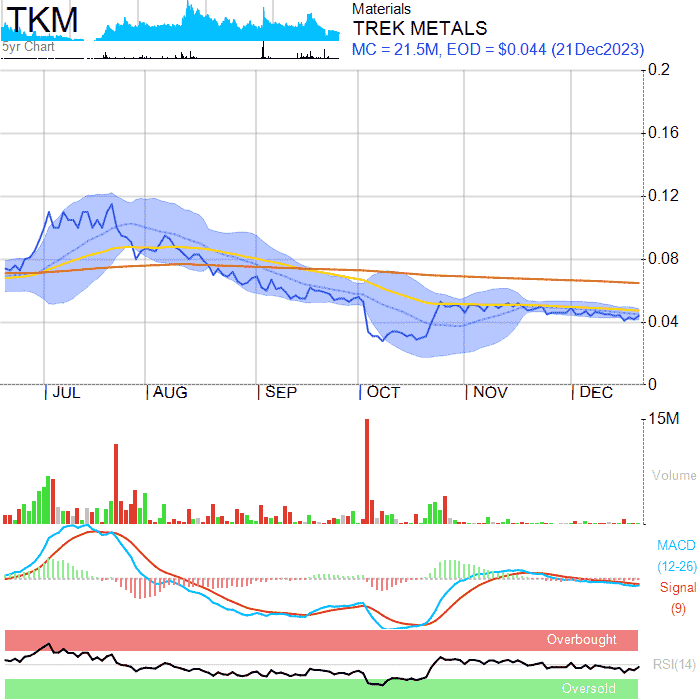 TKM
5yr Chart
Materials
TREK METALS
MC = 21.5M, EOD = $0.044 (21Dec2023)
0.2
0.16
0.12
0.08
0.04
0
JUL AUG SEP OCT NOV DEC
15M
Volume
MACD
(12-26)
Signal
(9)
Overbought
RSI(14)
Oversold